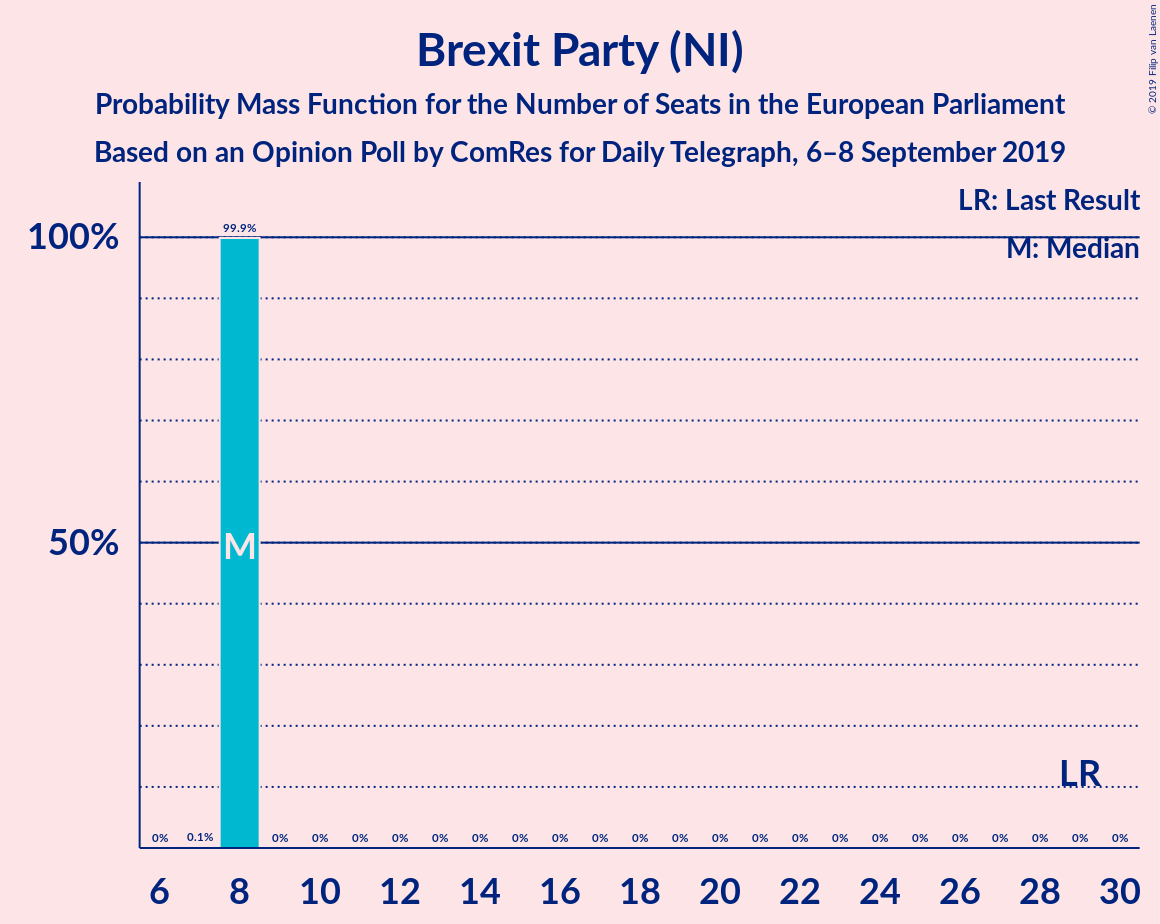 Brexit Party (NI)
Probability Mass Function for the Number of Seats in the European Parliament
Based on an Opinion Poll by ComRes for Daily Telegraph, 6–8 September 2019
© 2019 Filip van Laenen
LR: Last Result
M: Median
100%
50%
99.9%
M
LR
0% 0.1% 0% 0% 0% 0% 0% 0% 0% 0% 0% 0% 0% 0% 0% 0% 0% 0% 0% 0% 0% 0% 0% 0%
6 8 10 12 14 16 18 20 22 24 26 28 30